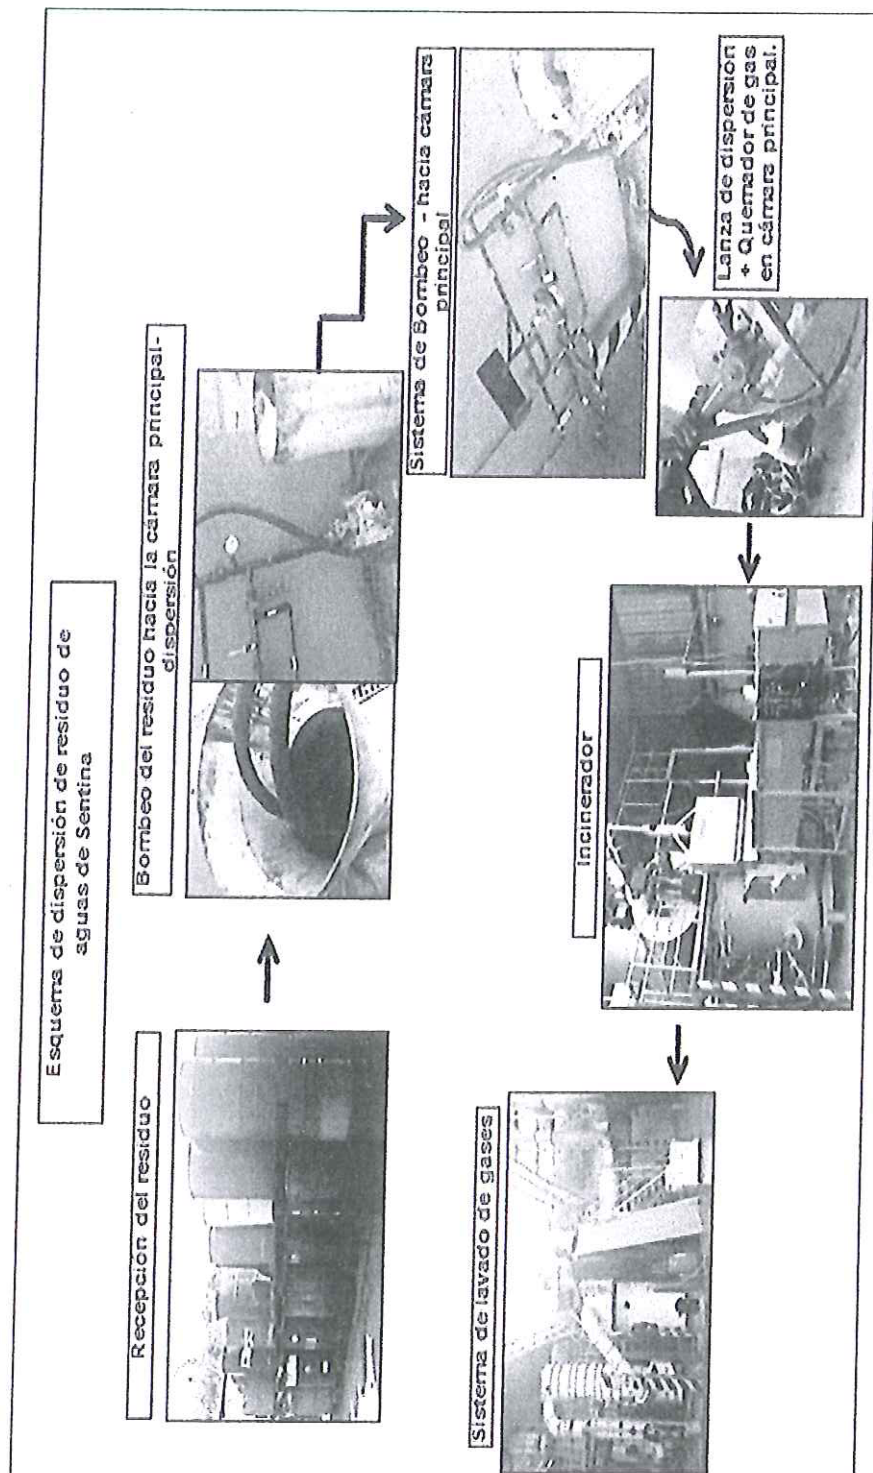 Esquema de dispersión de residuo de
aguas de Sentina
Recepción del residuo
Bombeo del residuo hacia la cámara principal-
dispersión
Sistema de Bombeo - hacia cámara
principal
Lanza de dispersión
+ Quemador de gas
en cámara principal.
Incinerador
Sistema de lavado de gases